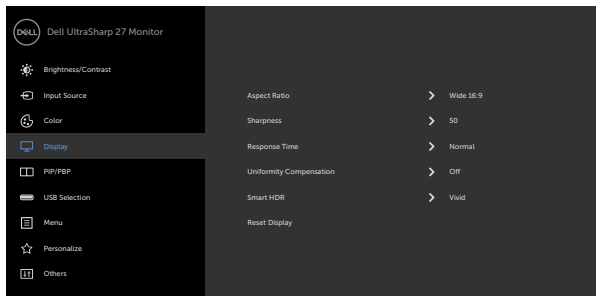 DELL Dell UltraSharp 27 Monitor
Brightness/Contrast
Input Source
Aspect Ratio Wide 16:9
Color
Sharpness 50
Display
Response Time Normal
PIP/PBP
Uniformity Compensation Off
USB Selection
Smart HDR Vivid
Menu
Reset Display
Personalize
Others